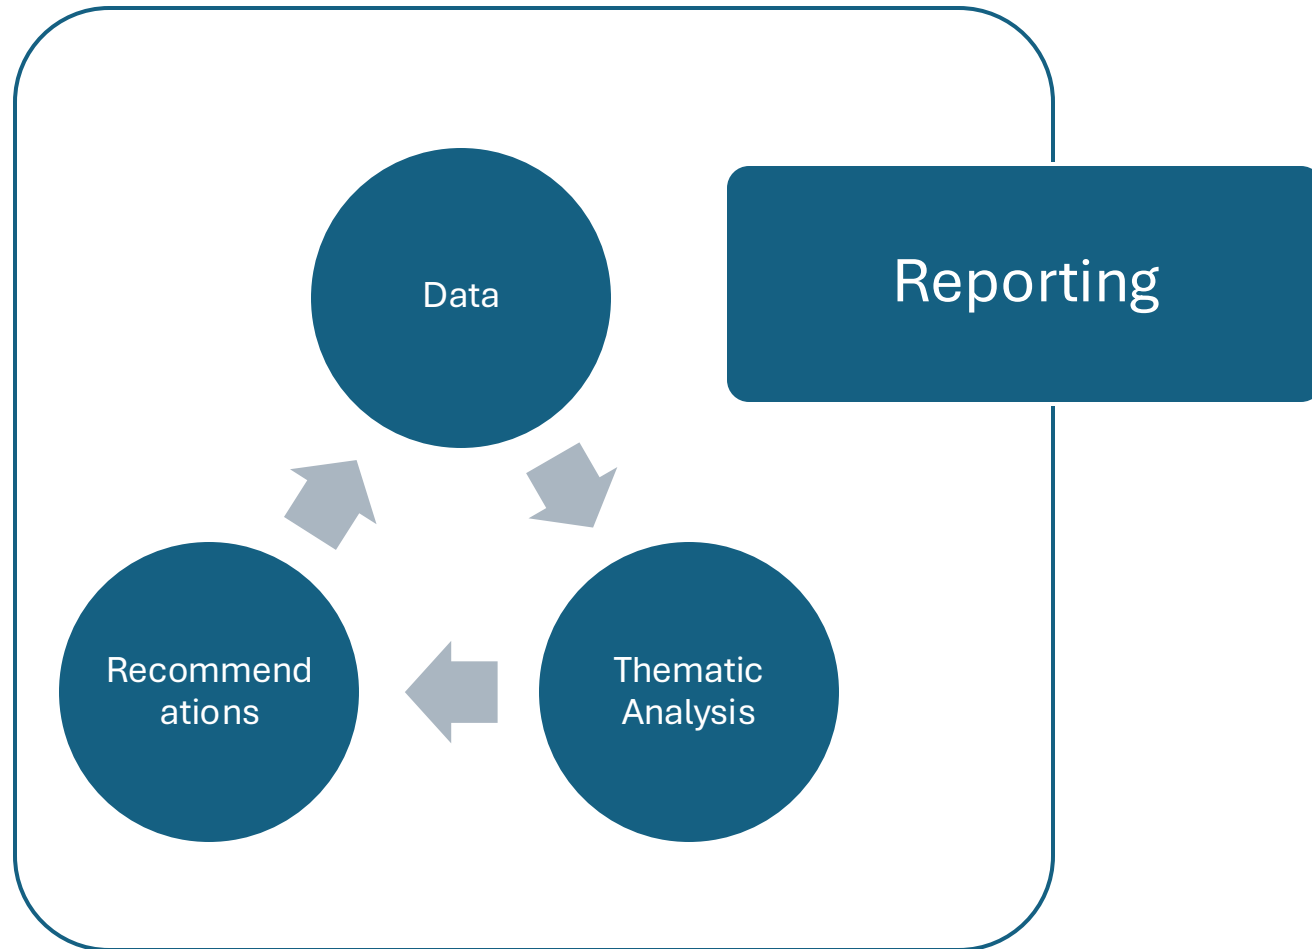 Data
Reporting
Recommend
ations
Thematic
Analysis